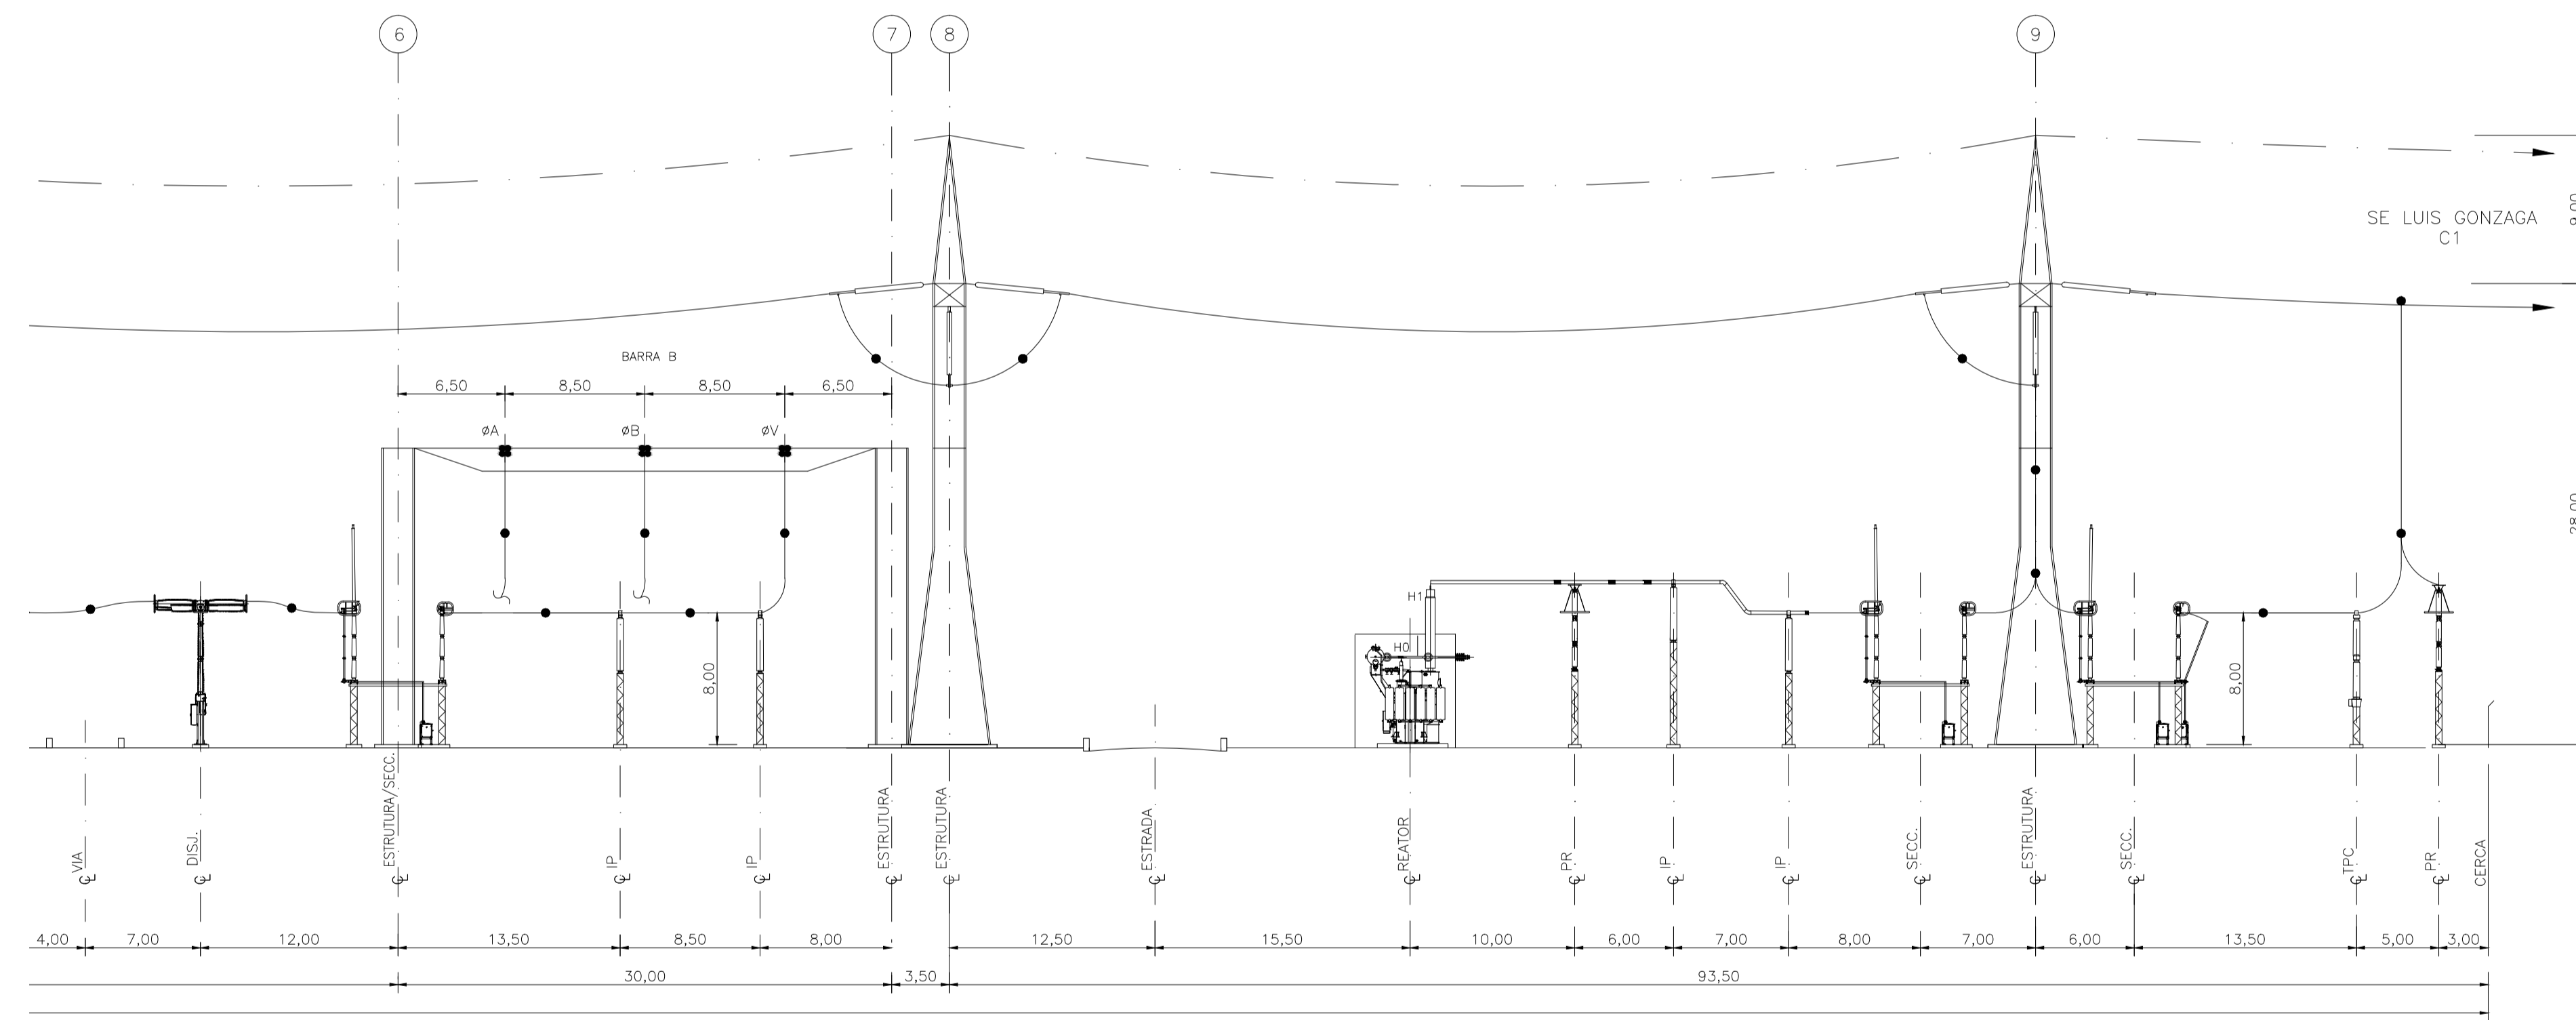 6
7
8
9
SE LUIS GONZAGA
C1
9,00
BARRA B
6,50
8,50
8,50
6,50
øA
øB
øV
28,00
H1
H0
8,00
8,00
℄ VIA
℄ DISJ.
℄ ESTRUTURA/SECC.
℄ IP
℄ IP
℄ ESTRUTURA
℄ ESTRUTURA
℄ ESTRADA
℄ REATOR
℄ PR
℄ IP
℄ IP
℄ SECC.
℄ ESTRUTURA
℄ SECC.
℄ TPC
℄ PR
CERCA
4,00
7,00
12,00
13,50
8,50
8,00
12,50
15,50
10,00
6,00
7,00
8,00
7,00
6,00
13,50
5,00
3,00
30,00
3,50
93,50